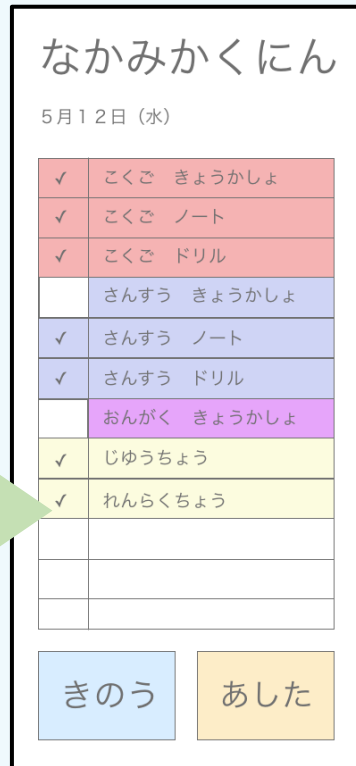 なかみかくにん
５月１２日（水）
✓ こくご　きょうかしょ
✓ こくご　ノート
✓ こくご　ドリル
さんすう　きょうかしょ
✓ さんすう　ノート
✓ さんすう　ドリル
おんがく　きょうかしょ
✓ じゆうちょう
✓ れんらくちょう
きのう　あした